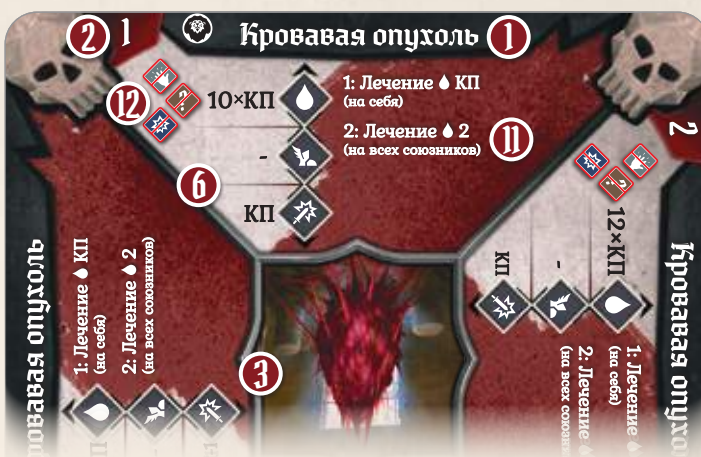 2
1
Кровавая опухоль
1
12
10×КП
1: Лечение КП
(на себя)
-
2: Лечение 2
(на всех союзников)
11
6
КП
2
12×КП
-
КП
Кровавая опухо
1: Лечение
(на себя)
2: Лечение
(на всех союзн
ровавая опухоль
1: Лечение КП
(на себя)
2: Лечение 2
(на всех союзников)
3